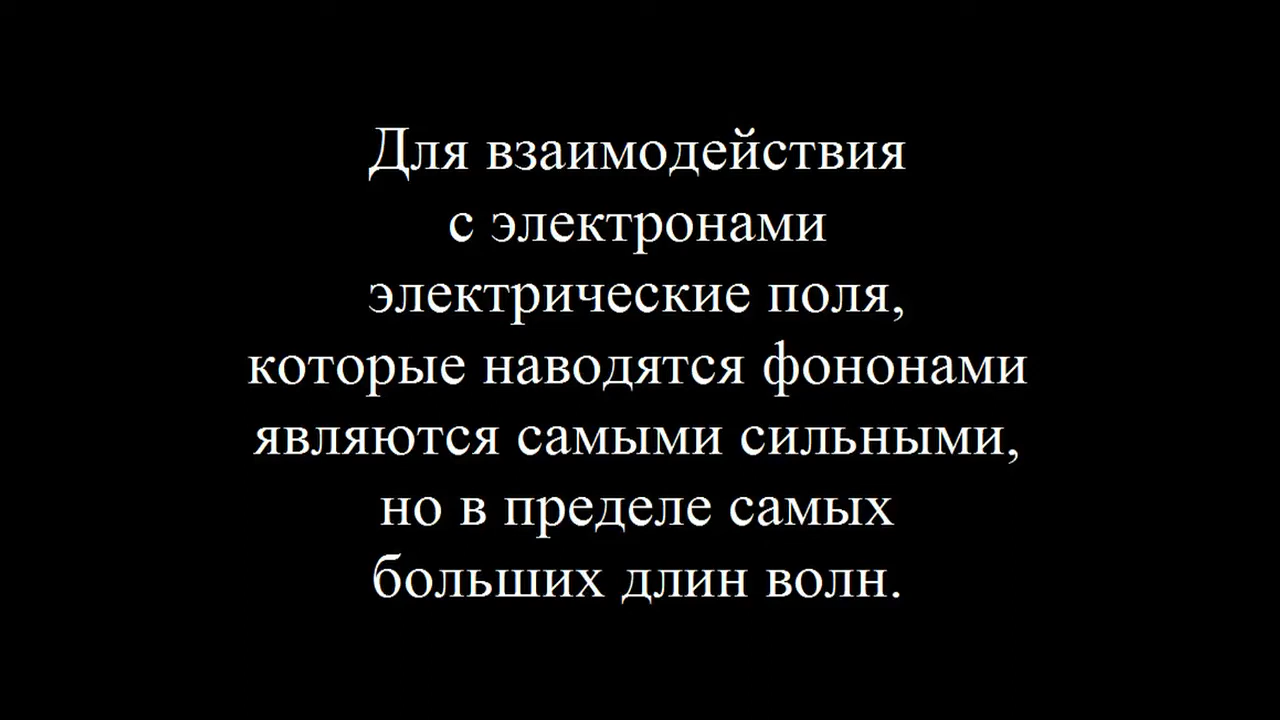 Для взаимодействия
с электронами
электрические поля,
которые наводятся фононами
являются самыми сильными,
но в пределе самых
больших длин волн.